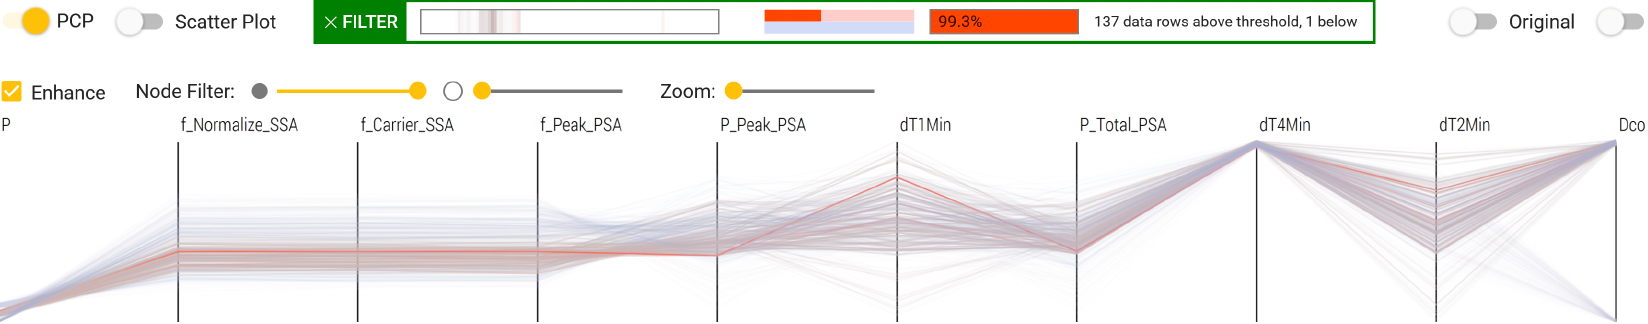 PCP Scatter Plot × FILTER 99.3% 137 data rows above threshold, 1 below Original
Enhance Node Filter: Zoom:
P f_Normalize_SSA f_Carrier_SSA f_Peak_PSA P_Peak_PSA dT1Min P_Total_PSA dT4Min dT2Min Dco